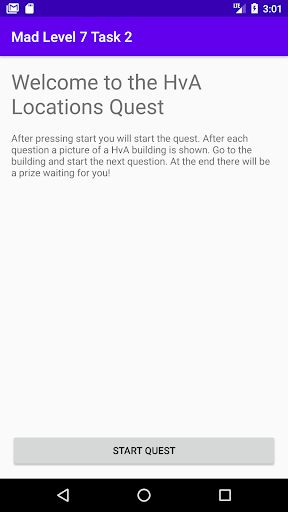 3:01
Mad Level 7 Task 2
Welcome to the HvA
Locations Quest
After pressing start you will start the quest. After each
question a picture of a HvA building is shown. Go to the
building and start the next question. At the end there will be
a prize waiting for you!
START QUEST